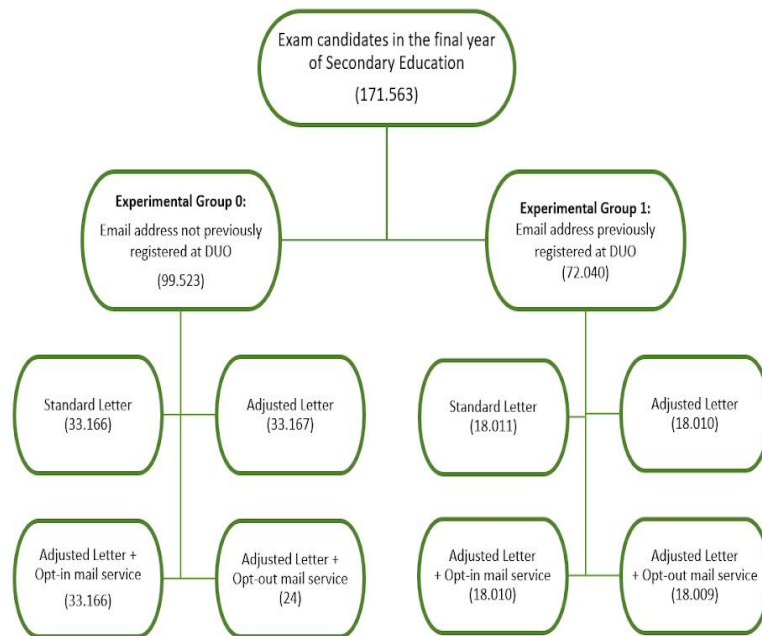 Exam candidates in the final year
of Secondary Education
(171.563)
Experimental Group 0:
Email address not previously
registered at DUO
(99.523)
Experimental Group 1:
Email address previously
registered at DUO
(72.040)
Standard Letter
(33.166)
Adjusted Letter
(33.167)
Standard Letter
(18.011)
Adjusted Letter
(18.010)
Adjusted Letter +
Opt-in mail service
(33.166)
Adjusted Letter +
Opt-out mail service
(24)
Adjusted Letter
+ Opt-in mail service
(18.010)
Adjusted Letter
+ Opt-out mail service
(18.009)